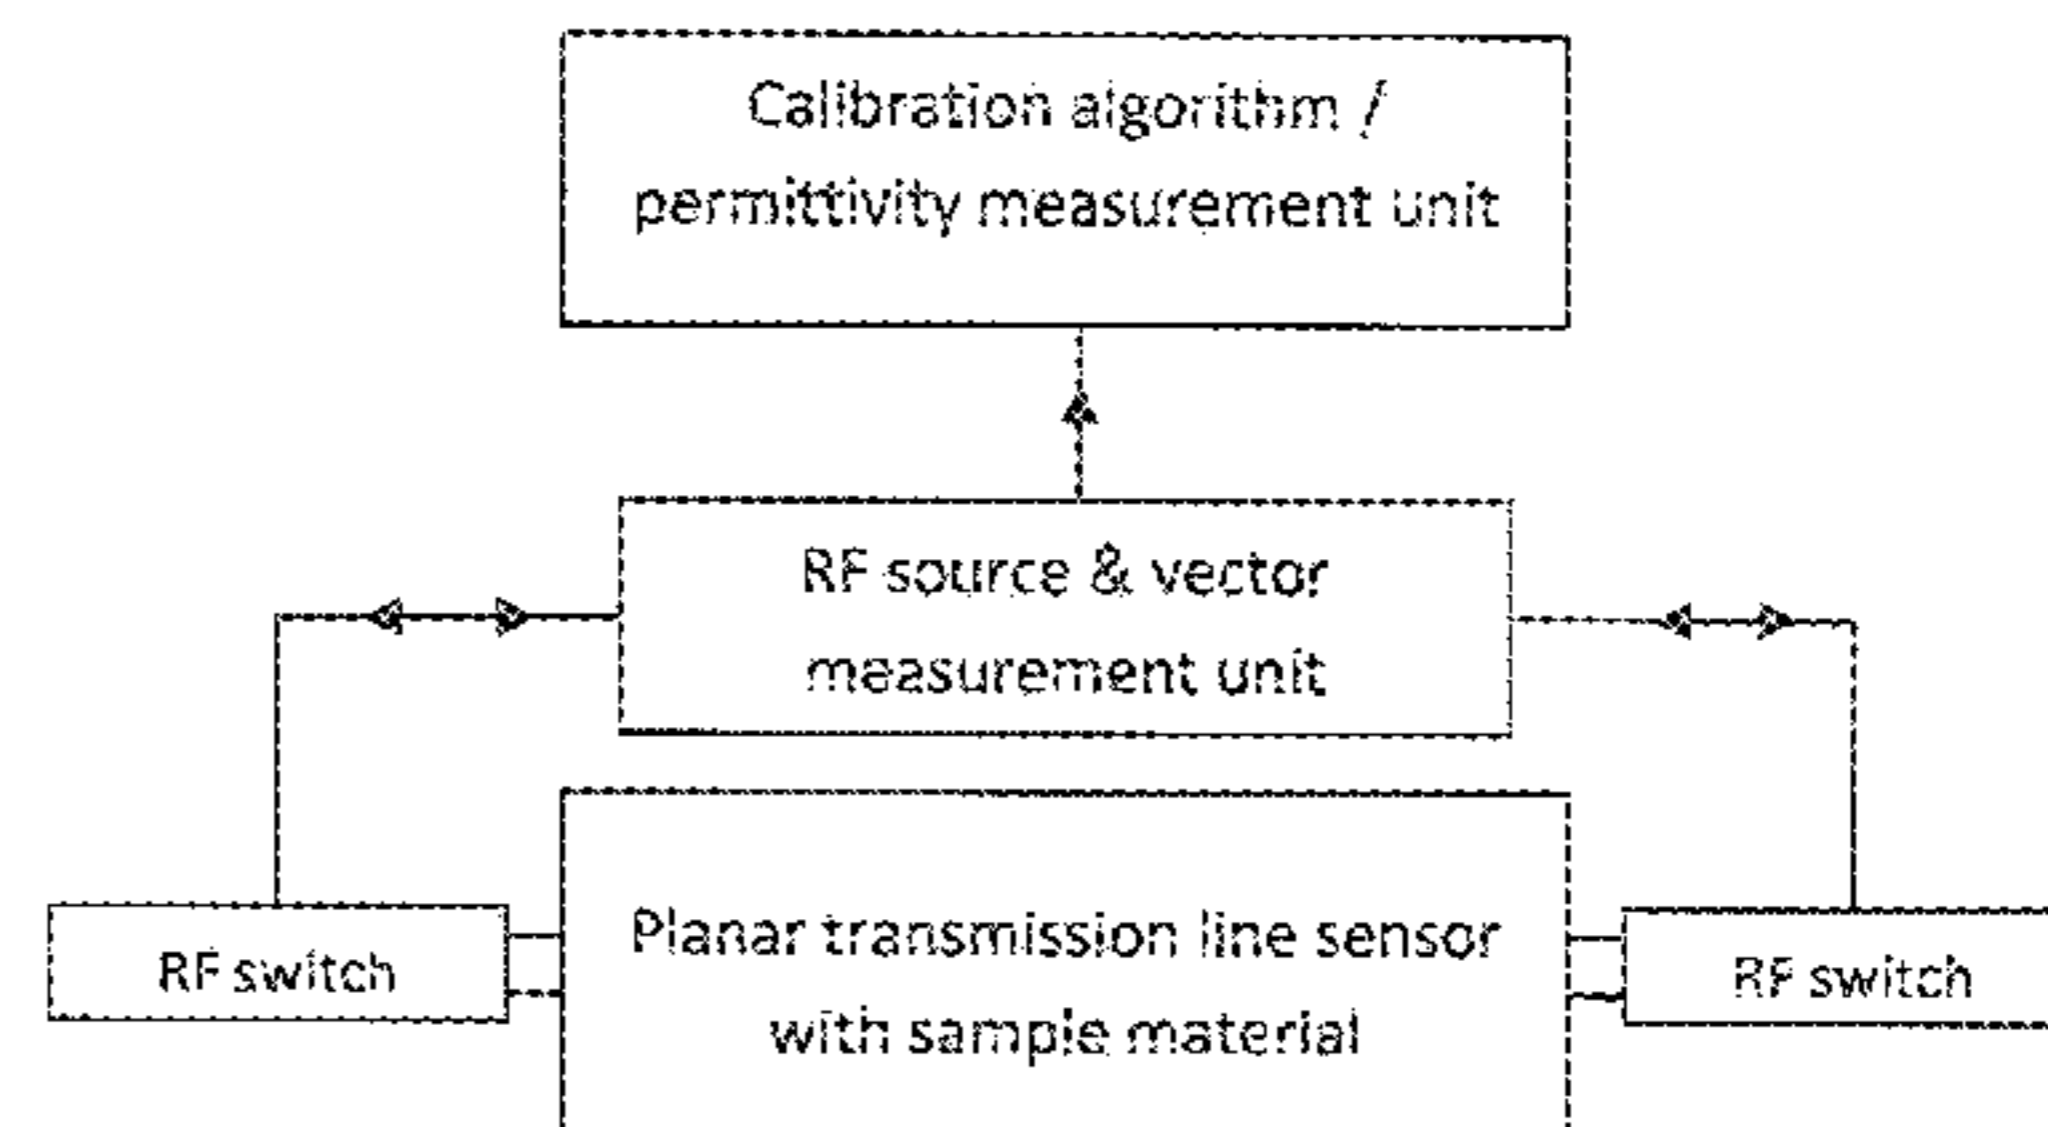 Calibration algorithm /
permittivity measurement unit
RF source & vector
measurement unit
RF switch
Planar transmission line sensor
with sample material
RF switch